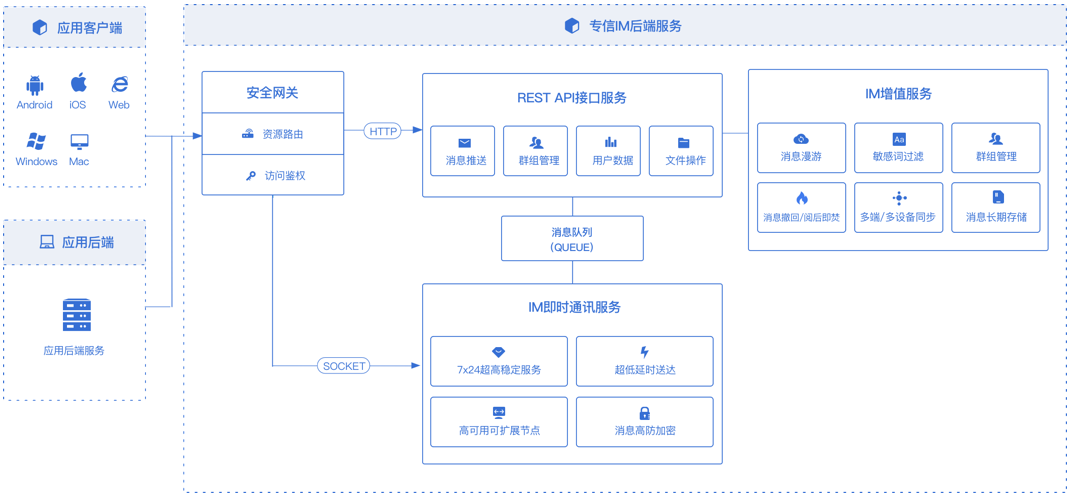 应用客户端
Android
iOS
Web
Windows
Mac
应用后端
应用后端服务
专信IM后端服务
安全网关
资源路由
访问鉴权
HTTP
SOCKET
REST API接口服务
消息推送
群组管理
用户数据
文件操作
消息队列
（QUEUE）
IM即时通讯服务
7x24超高稳定服务
超低延时送达
高可用可扩展节点
消息高防加密
IM增值服务
消息漫游
Aa
敏感词过滤
群组管理
消息撤回/阅后即焚
多端/多设备同步
消息长期存储